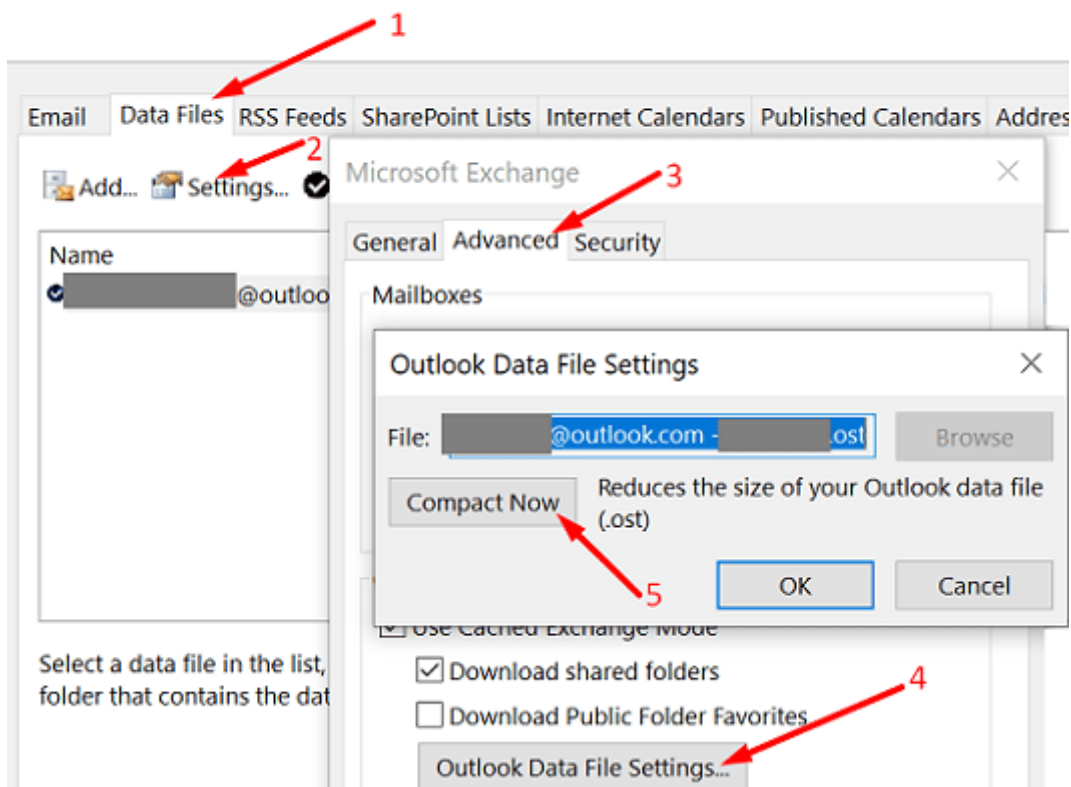 1
Email Data Files RSS Feeds SharePoint Lists Internet Calendars Published Calendars Addres
2
Add... Settings...
Microsoft Exchange
3
General Advanced Security
Name
@outloo
Mailboxes
Outlook Data File Settings
File: @outlook.com - .ost Browse
Compact Now Reduces the size of your Outlook data file
(.ost)
5
OK Cancel
Use Cached Exchange Mode
Select a data file in the list,
folder that contains the dat
Download shared folders
4
Download Public Folder Favorites
Outlook Data File Settings...